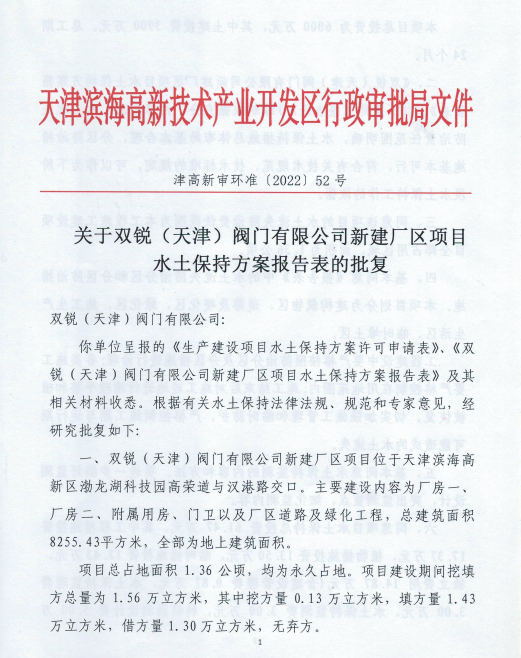 天津滨海高新技术产业开发区行政审批局文件
津高新审环准〔2022〕52号
关于双锐（天津）阀门有限公司新建厂区项目
水土保持方案报告表的批复
双锐（天津）阀门有限公司：
你单位呈报的《生产建设项目水土保持方案许可申请表》、《双
锐（天津）阀门有限公司新建厂区项目水土保持方案报告表》及其
相关材料收悉。根据有关水土保持法律法规、规范和专家意见，经
研究批复如下：
一、双锐（天津）阀门有限公司新建厂区项目位于天津滨海高
新区渤龙湖科技园高荣道与汉港路交口。主要建设内容为厂房一、
厂房二、附属用房、门卫以及厂区道路及绿化工程，总建筑面积
8255.43平方米，全部为地上建筑面积。
项目总占地面积 1.36 公顷，均为永久占地。项目建设期间挖填
方总量为 1.56 万立方米，其中挖方量 0.13 万立方米，填方量 1.43
万立方米，借方量 1.30 万立方米，无弃方。
1